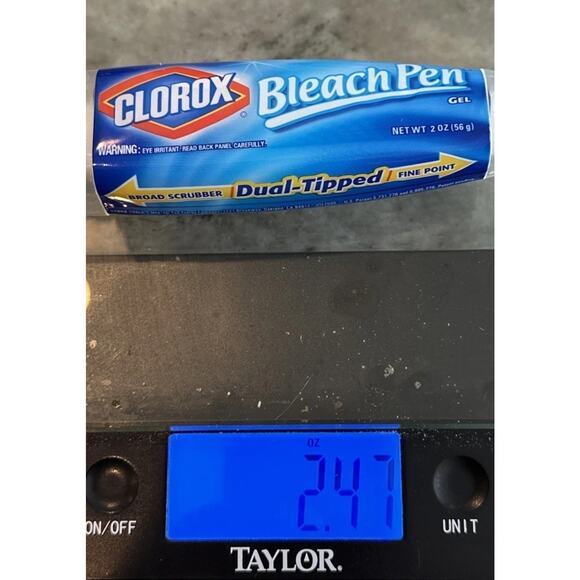 CLOROX®
BleachPen
GEL
NET WT 2 OZ (56 g)
WARNING: EYE IRRITANT. READ BACK PANEL CAREFULLY.
BROAD SCRUBBER Dual-Tipped FINE POINT
OZ
2.47
ON/OFF
UNIT
TAYLOR.